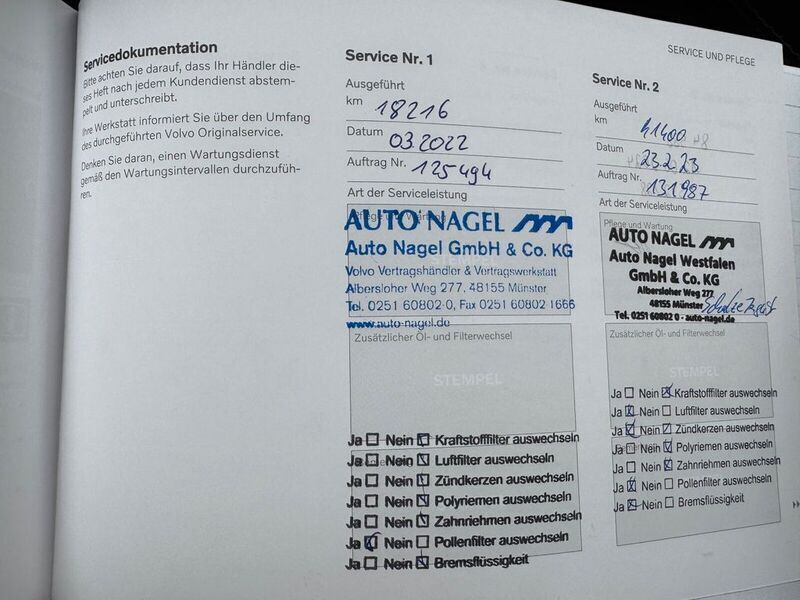 SERVICE UND PFLEGE
Servicedokumentation
Bitte achten Sie darauf, dass Ihr Händler die-
ses Heft nach jedem Kundendienst abstem-
pelt und unterschreibt.
Ihre Werkstatt informiert Sie über den Umfang
des durchgeführten Volvo Originalservice.
Denken Sie daran, einen Wartungsdienst
gemäß den Wartungsintervallen durchzufüh-
ren.
Service Nr. 1
Ausgeführt
km 18216
Datum 03.2022
Auftrag Nr. 125494
Art der Serviceleistung
Pflege und Wartung
AUTO NAGEL
Auto Nagel GmbH & Co. KG
STEMPEL
Volvo Vertragshändler & Vertragswerkstatt
Albersloher Weg 277, 48155 Münster
Tel. 0251 60802-0, Fax 0251 60802 1666
www.auto-nagel.de
Zusätzlicher Öl- und Filterwechsel
STEMPEL
Ja Nein Kraftstofffilter auswechseln
Ja Nein Luftfilter auswechseln
Ja Nein Zündkerzen auswechseln
Ja Nein Polyriemen auswechseln
Ja Nein Zahnriehmen auswechseln
Ja Nein Pollenfilter auswechseln
Ja Nein Bremsflüssigkeit
Service Nr. 2
Ausgeführt
km 41400
Datum 23.2.23
Auftrag Nr. 131987
Art der Serviceleistung
Pflege und Wartung
AUTO NAGEL
Auto Nagel Westfalen
GmbH & Co. KG
Albersloher Weg 277
48155 Münster
Tel. 0251 60802 0 - auto-nagel.de
Zusätzlicher Öl- und Filterwechsel
STEMPEL
Ja Nein Kraftstofffilter auswechseln
Ja Nein Luftfilter auswechseln
Ja Nein Zündkerzen auswechseln
Ja Nein Polyriemen auswechseln
Ja Nein Zahnriehmen auswechseln
Ja Nein Pollenfilter auswechseln
Ja Nein Bremsflüssigkeit